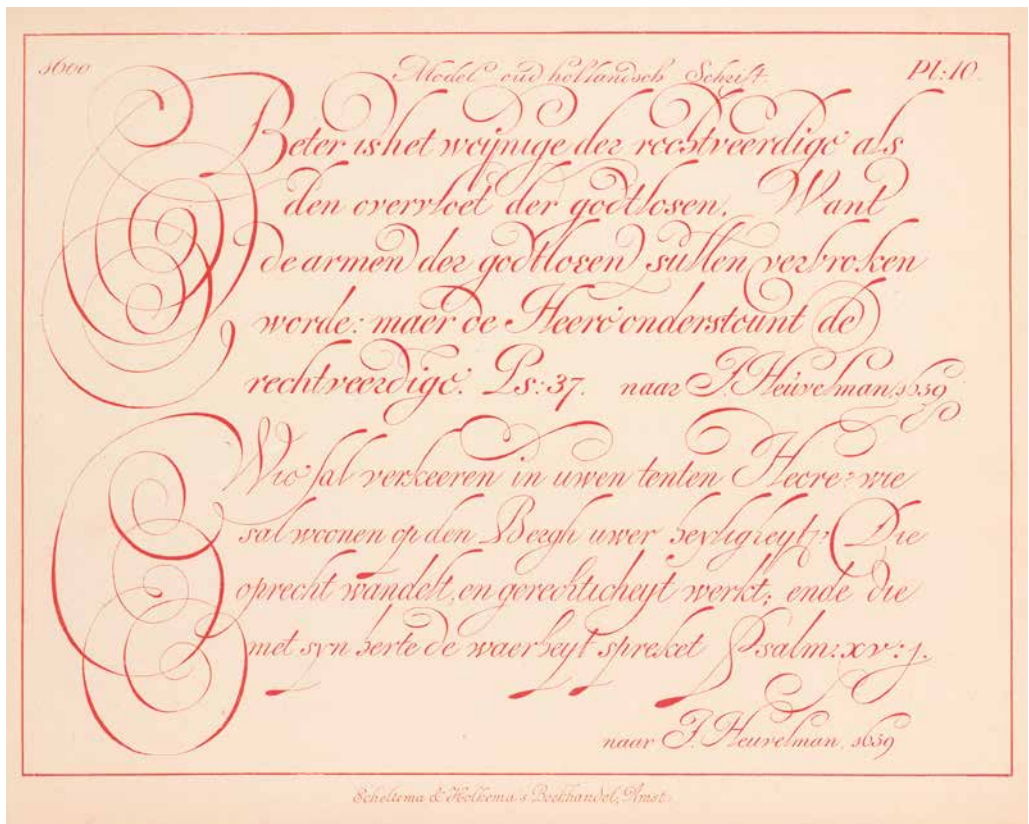 1600 Model oud hollandsch Schrift. Pl: 10.
Beter is het weijnige der rechtveerdige als
den overvloet der godtlosen. Want
de armen der godtlosen sullen verbroken
worde: maer de Heere onderstount de
rechtveerdige. Ps: 37. naar J. Heuvelman, 1659
Wie sal verkeeren in uwen tenten Heere? wie
sal woonen op den Bergh uwer heyligheyt? Die
oprecht wandelt, en gerechticheyt werkt; ende die
met syn herte de waerheyt spreket Psalm: xv: j.
naar J. Heuvelman, 1659
Scheltema & Holkema's Boekhandel, Amst.